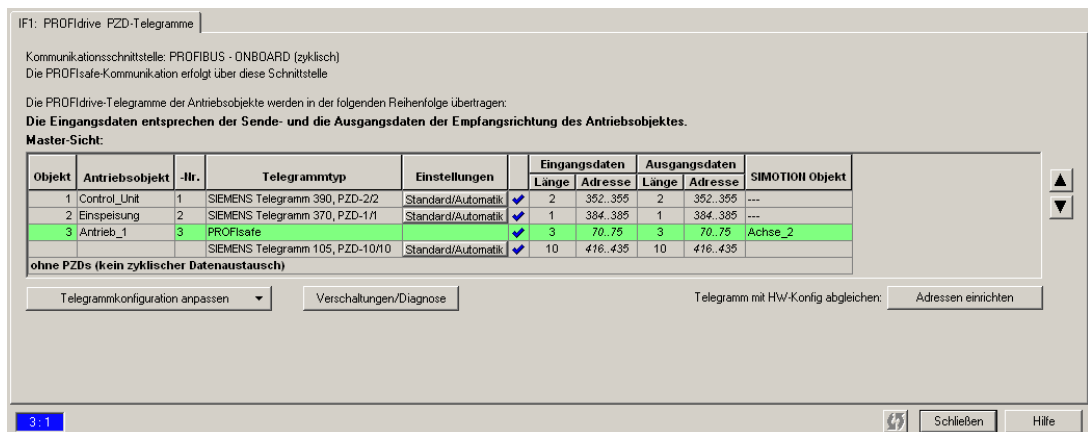 IF1: PROFIdrive PZD-Telegramme
Kommunikationsschnittstelle: PROFIBUS - ONBOARD (zyklisch)
Die PROFIsafe-Kommunikation erfolgt über diese Schnittstelle
Die PROFIdrive-Telegramme der Antriebsobjekte werden in der folgenden Reihenfolge übertragen:
Die Eingangsdaten entsprechen der Sende- und die Ausgangsdaten der Empfangsrichtung des Antriebsobjektes.
Master-Sicht:
Objekt Antriebsobjekt -Nr. Telegrammtyp Einstellungen Eingangsdaten Ausgangsdaten SIMOTION Objekt
Länge Adresse Länge Adresse
1 Control_Unit 1 SIEMENS Telegramm 390, PZD-2/2 Standard/Automatik 2 352..355 2 352..355 ---
2 Einspeisung 2 SIEMENS Telegramm 370, PZD-1/1 Standard/Automatik 1 384..385 1 384..385 ---
3 Antrieb_1 3 PROFIsafe 3 70..75 3 70..75 Achse_2
SIEMENS Telegramm 105, PZD-10/10 Standard/Automatik 10 416..435 10 416..435
ohne PZDs (kein zyklischer Datenaustausch)
Telegrammkonfiguration anpassen Verschaltungen/Diagnose Telegramm mit HW-Konfig abgleichen: Adressen einrichten
3 : 1 Schließen Hilfe